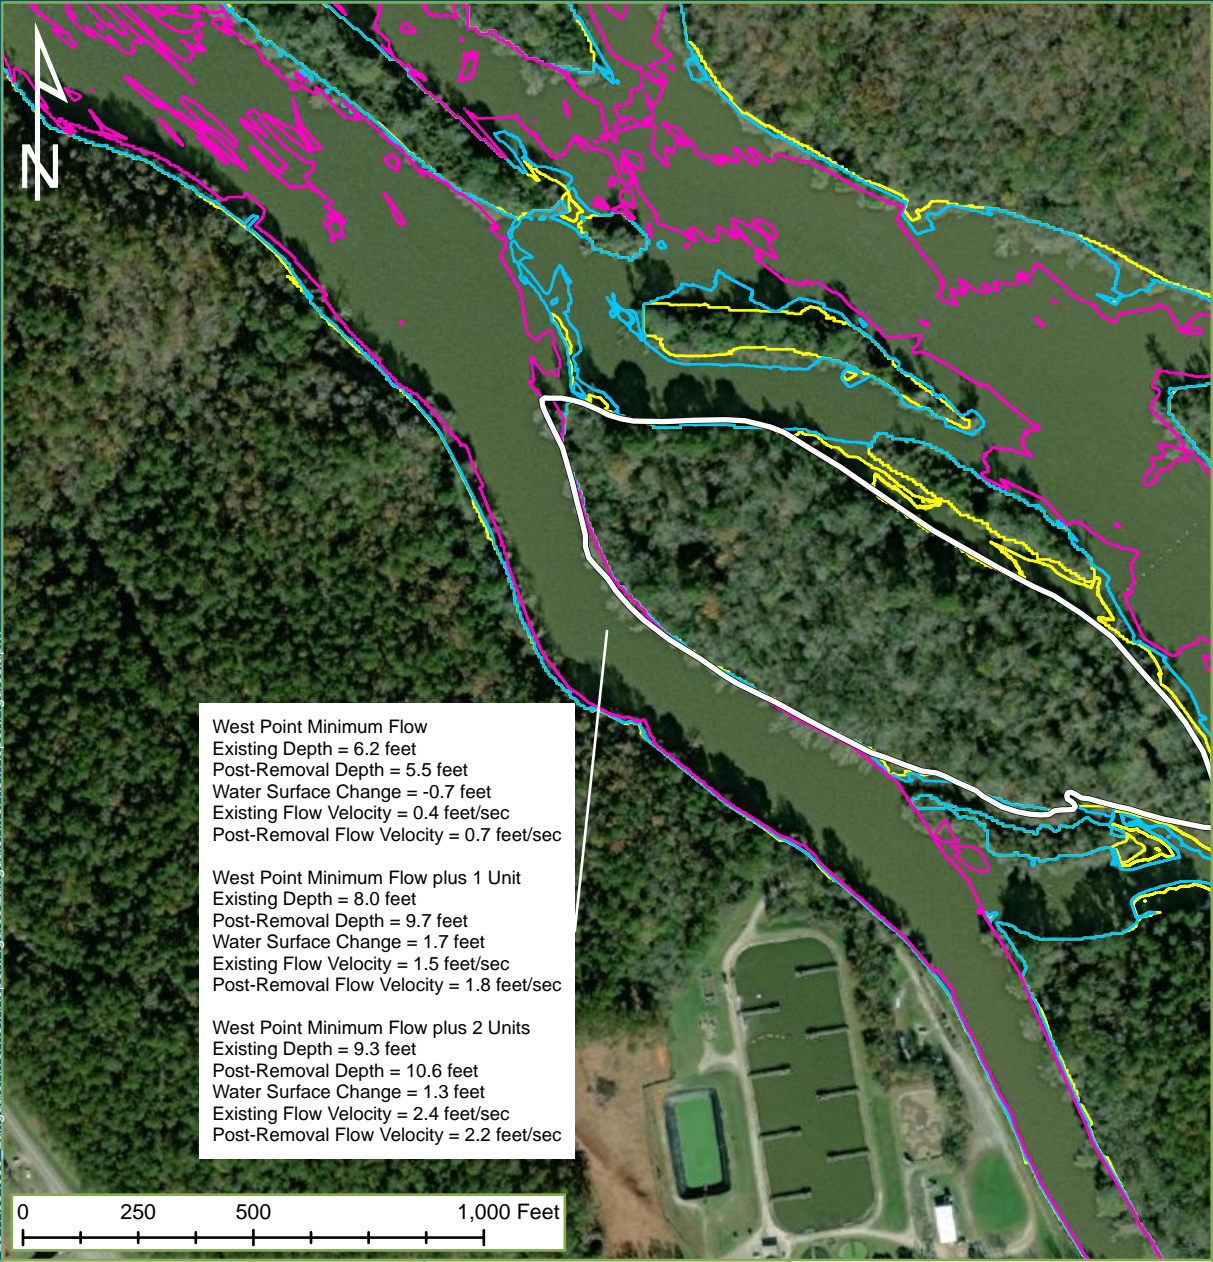 N
West Point Minimum Flow
Existing Depth = 6.2 feet
Post-Removal Depth = 5.5 feet
Water Surface Change = -0.7 feet
Existing Flow Velocity = 0.4 feet/sec
Post-Removal Flow Velocity = 0.7 feet/sec
West Point Minimum Flow plus 1 Unit
Existing Depth = 8.0 feet
Post-Removal Depth = 9.7 feet
Water Surface Change = 1.7 feet
Existing Flow Velocity = 1.5 feet/sec
Post-Removal Flow Velocity = 1.8 feet/sec
West Point Minimum Flow plus 2 Units
Existing Depth = 9.3 feet
Post-Removal Depth = 10.6 feet
Water Surface Change = 1.3 feet
Existing Flow Velocity = 2.4 feet/sec
Post-Removal Flow Velocity = 2.2 feet/sec
0 250 500 1,000 Feet